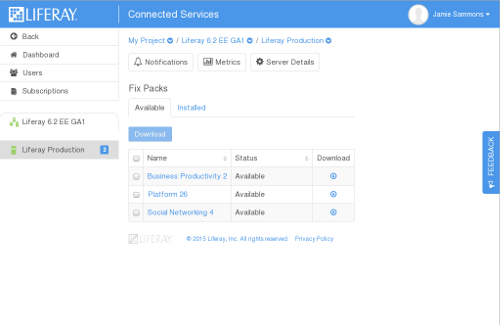 LIFERAY. Connected Services Jamie Sammons
Back
Dashboard
Users
Subscriptions
Liferay 6.2 EE GA1
Liferay Production 3
My Project / Liferay 6.2 EE GA1 / Liferay Production
Notifications Metrics Server Details
Fix Packs
Available Installed
Download
Name Status Download
Business Productivity 2 Available
Platform 26 Available
Social Networking 4 Available
LIFERAY. © 2015 Liferay, Inc. All rights reserved. Privacy Policy
FEEDBACK